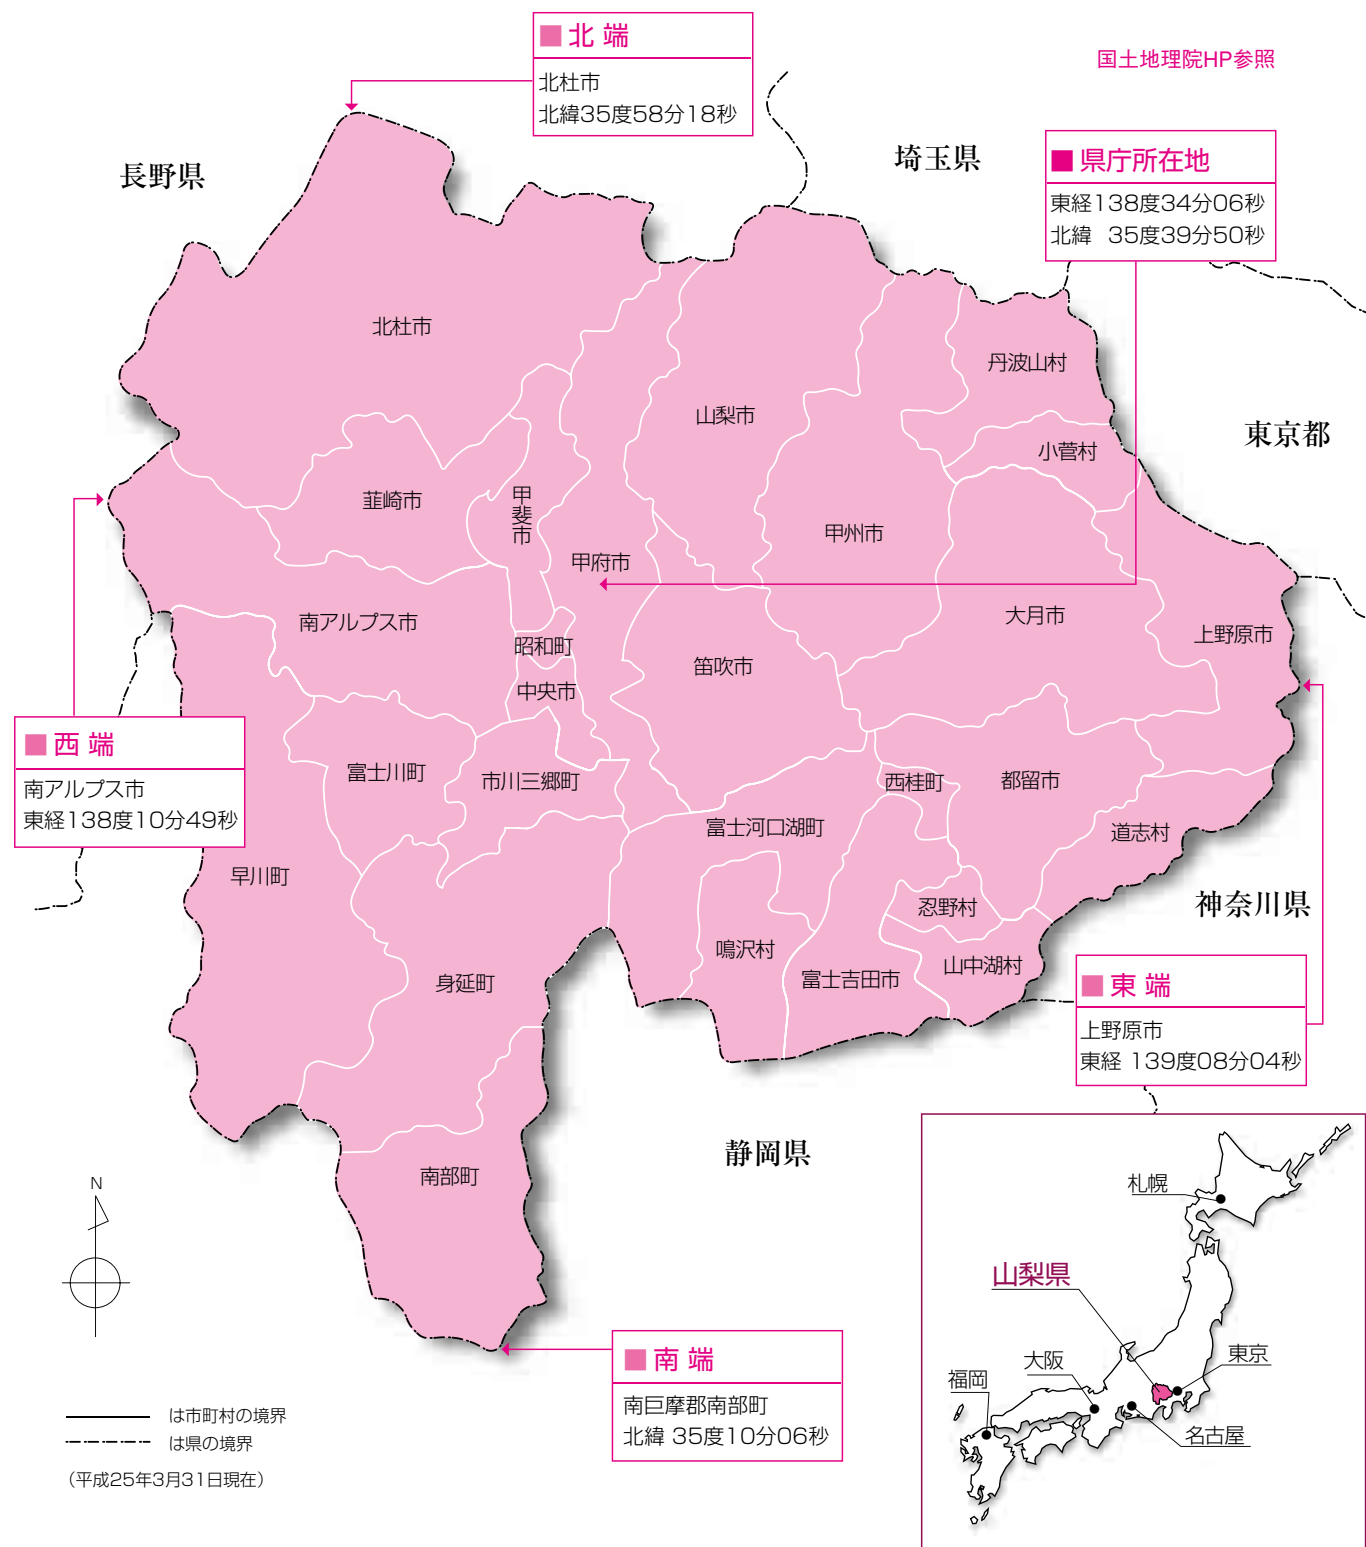 ■ 北 端
北杜市
北緯35度58分18秒
国土地理院HP参照
■ 県庁所在地
東経138度34分06秒
北緯 35度39分50秒
長野県
埼玉県
東京都
神奈川県
静岡県
北杜市
丹波山村
山梨市
小菅村
韮崎市
甲斐市
甲州市
甲府市
南アルプス市
大月市
上野原市
昭和町
笛吹市
中央市
富士川町
市川三郷町
西桂町
都留市
富士河口湖町
道志村
早川町
忍野村
鳴沢村
山中湖村
富士吉田市
身延町
南部町
■ 西 端
南アルプス市
東経138度10分49秒
■ 東 端
上野原市
東経 139度08分04秒
■ 南 端
南巨摩郡南部町
北緯 35度10分06秒
N
は市町村の境界
は県の境界
(平成25年3月31日現在)
札幌
山梨県
東京
大阪
福岡
名古屋